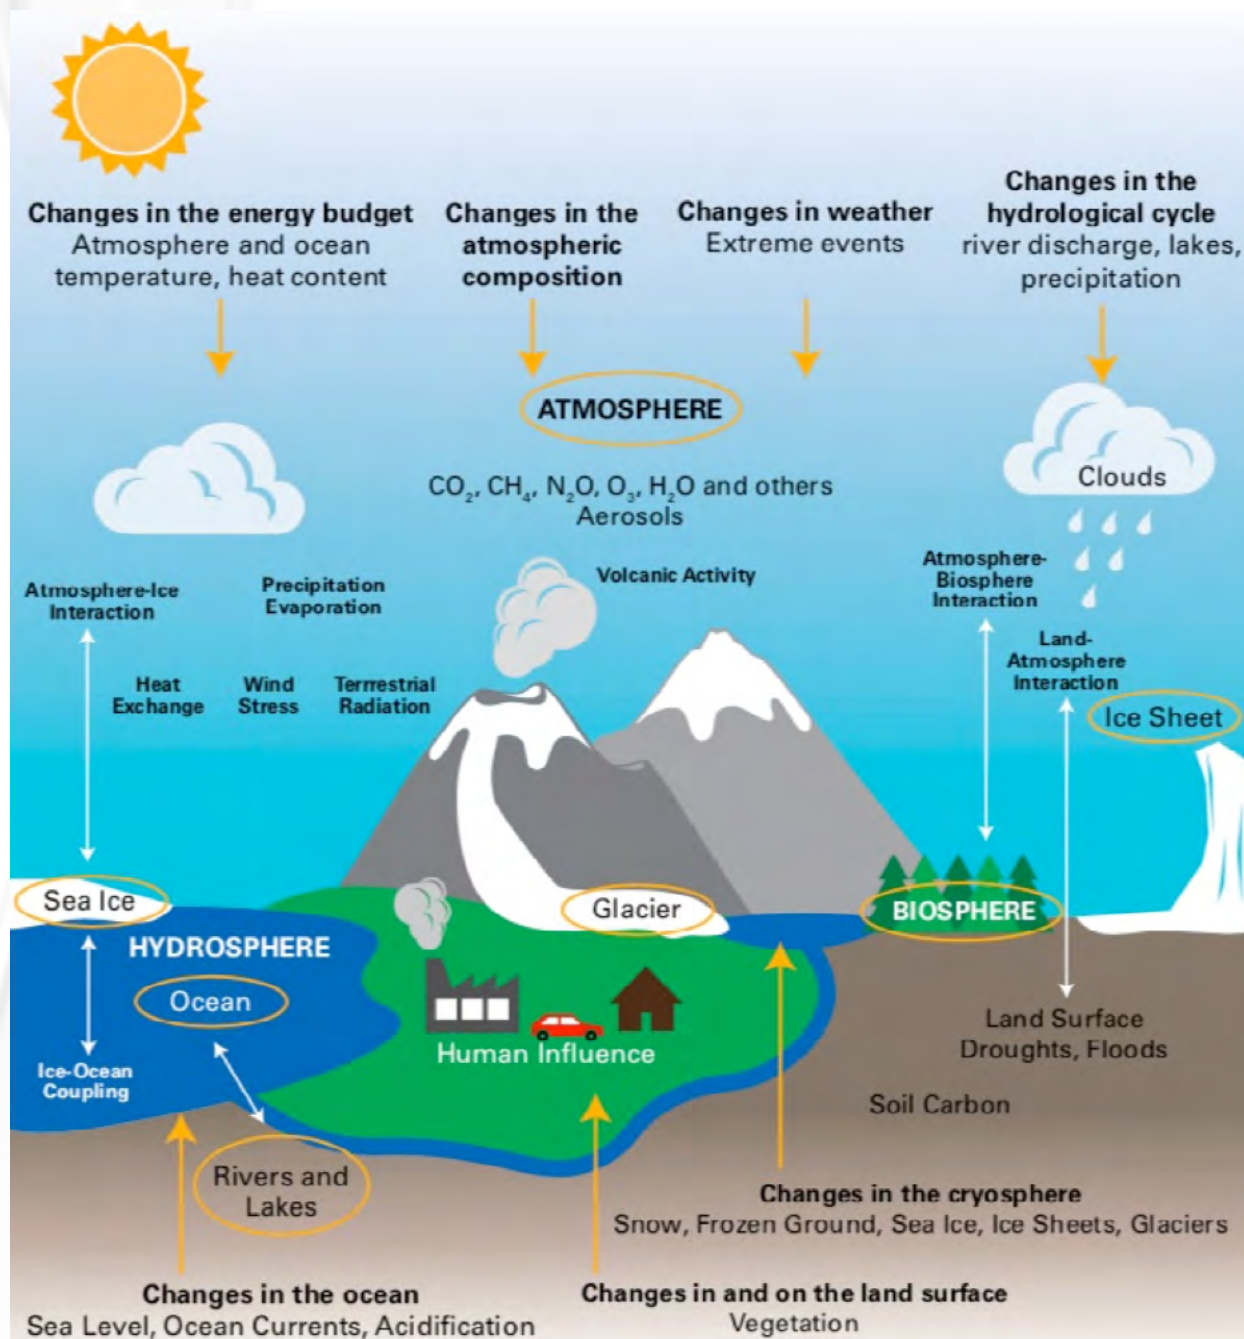 Changes in the energy budget
Atmosphere and ocean
temperature, heat content
Changes in the
atmospheric
composition
Changes in weather
Extreme events
Changes in the
hydrological cycle
river discharge, lakes,
precipitation
ATMOSPHERE
CO₂, CH₄, N₂O, O₃, H₂O and others
Aerosols
Clouds
Atmosphere-Ice
Interaction
Precipitation
Evaporation
Volcanic Activity
Atmosphere-
Biosphere
Interaction
Land-
Atmosphere
Interaction
Heat
Exchange
Wind
Stress
Terrrestrial
Radiation
Ice Sheet
Sea Ice
Glacier
BIOSPHERE
HYDROSPHERE
Ocean
Human Influence
Land Surface
Droughts, Floods
Ice-Ocean
Coupling
Soil Carbon
Rivers and
Lakes
Changes in the cryosphere
Snow, Frozen Ground, Sea Ice, Ice Sheets, Glaciers
Changes in the ocean
Sea Level, Ocean Currents, Acidification
Changes in and on the land surface
Vegetation